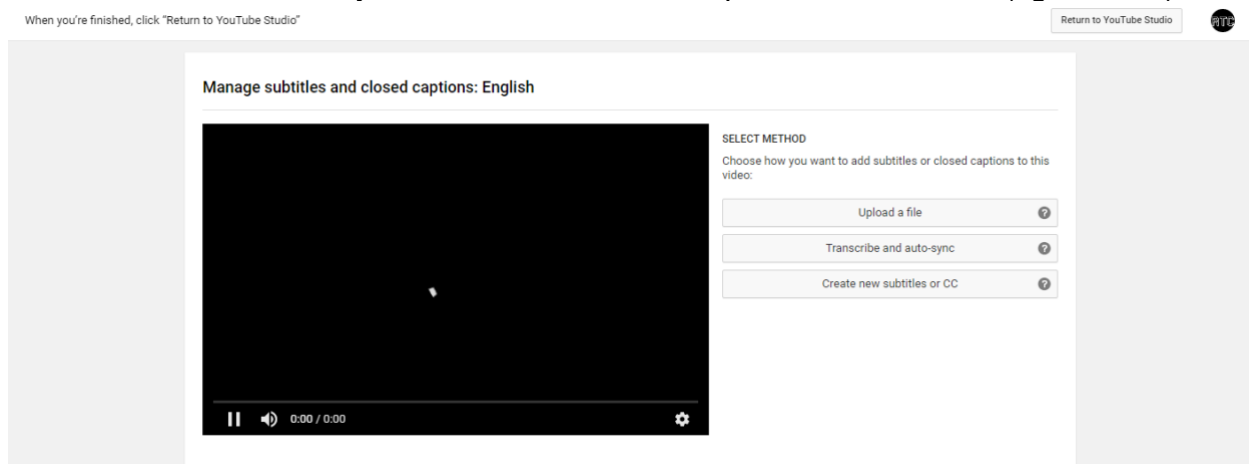 When you're finished, click “Return to YouTube Studio”
Return to YouTube Studio
Manage subtitles and closed captions: English
SELECT METHOD
Choose how you want to add subtitles or closed captions to this
video:
Upload a file
Transcribe and auto-sync
Create new subtitles or CC
0:00 / 0:00